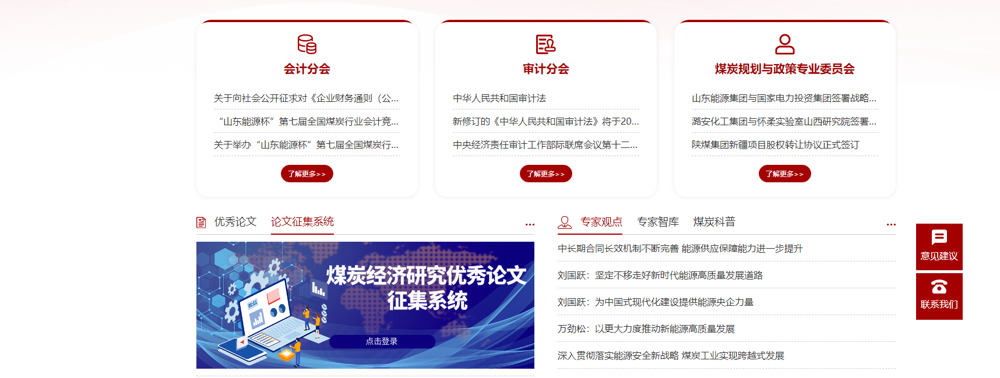 会计分会
关于向社会公开征求对《企业财务通则（公...
“山东能源杯”第七届全国煤炭行业会计竞...
关于举办“山东能源杯”第七届全国煤炭行...
了解更多>>
审计分会
中华人民共和国审计法
新修订的《中华人民共和国审计法》将于20...
中央经济责任审计工作部际联席会议第十二...
了解更多>>
煤炭规划与政策专业委员会
山东能源集团与国家电力投资集团签署战略...
潞安化工集团与怀柔实验室山西研究院签署...
陕煤集团新疆项目股权转让协议正式签订
了解更多>>
优秀论文 论文征集系统 ...
煤炭经济研究优秀论文
征集系统
点击登录
专家观点 专家智库 煤炭科普 ...
中长期合同长效机制不断完善 能源供应保障能力进一步提升
刘国跃：坚定不移走好新时代能源高质量发展道路
刘国跃：为中国式现代化建设提供能源央企力量
万劲松：以更大力度推动新能源高质量发展
深入贯彻落实能源安全新战略 煤炭工业实现跨越式发展
意见建议
联系我们